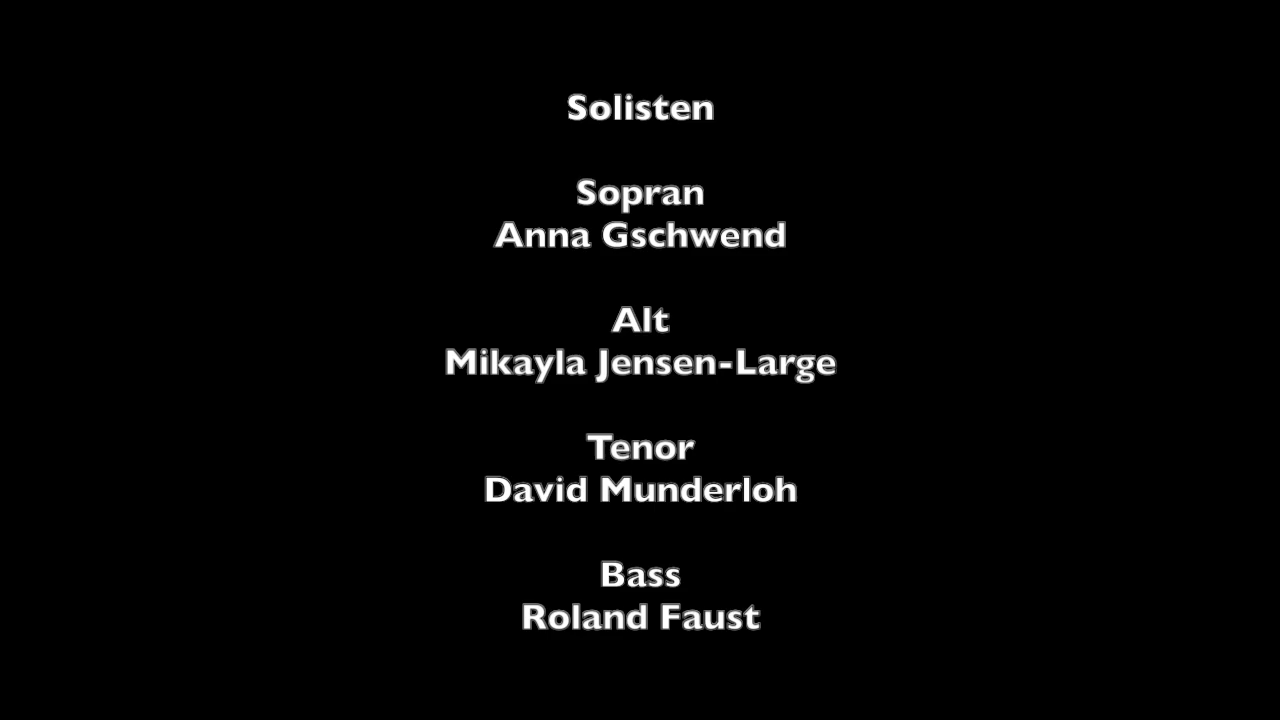 Solisten
Sopran
Anna Gschwend
Alt
Mikayla Jensen-Large
Tenor
David Munderloh
Bass
Roland Faust